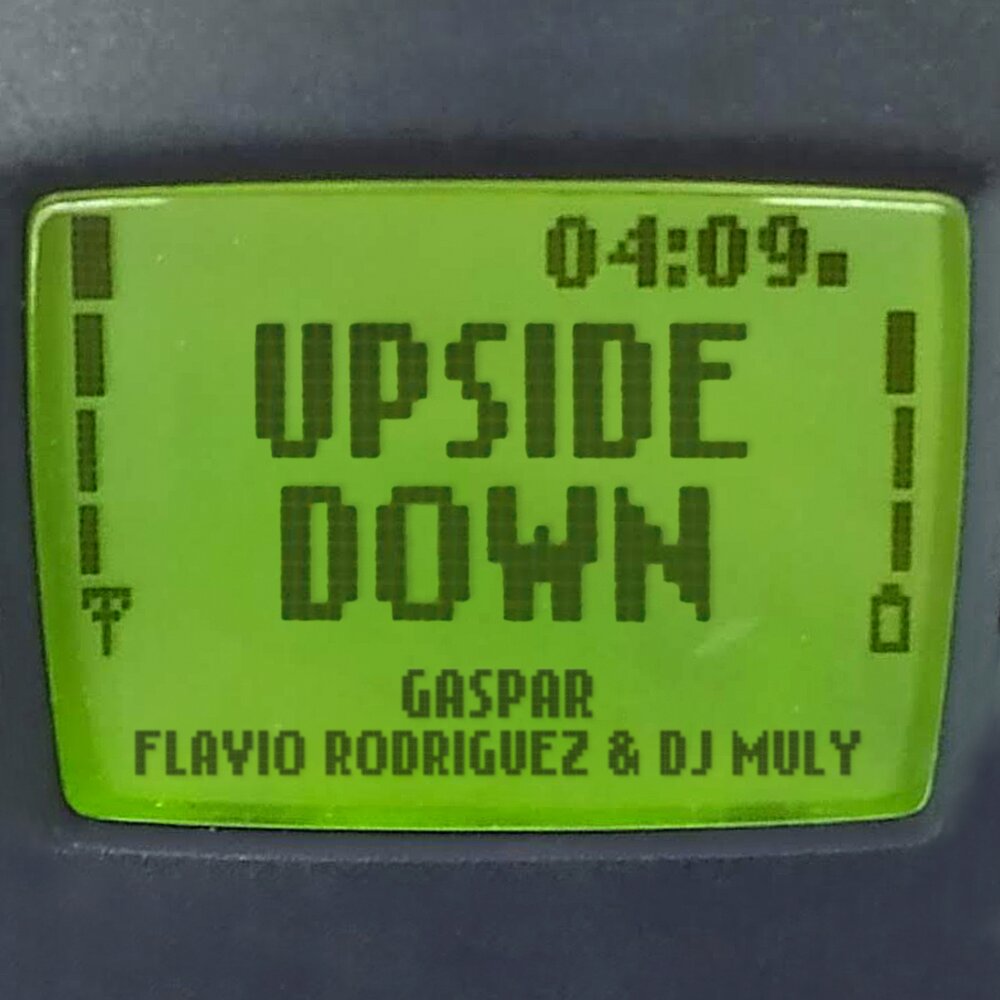 04:09
UPSIDE
DOWN
GASPAR
FLAVIO RODRIGUEZ & DJ MULY